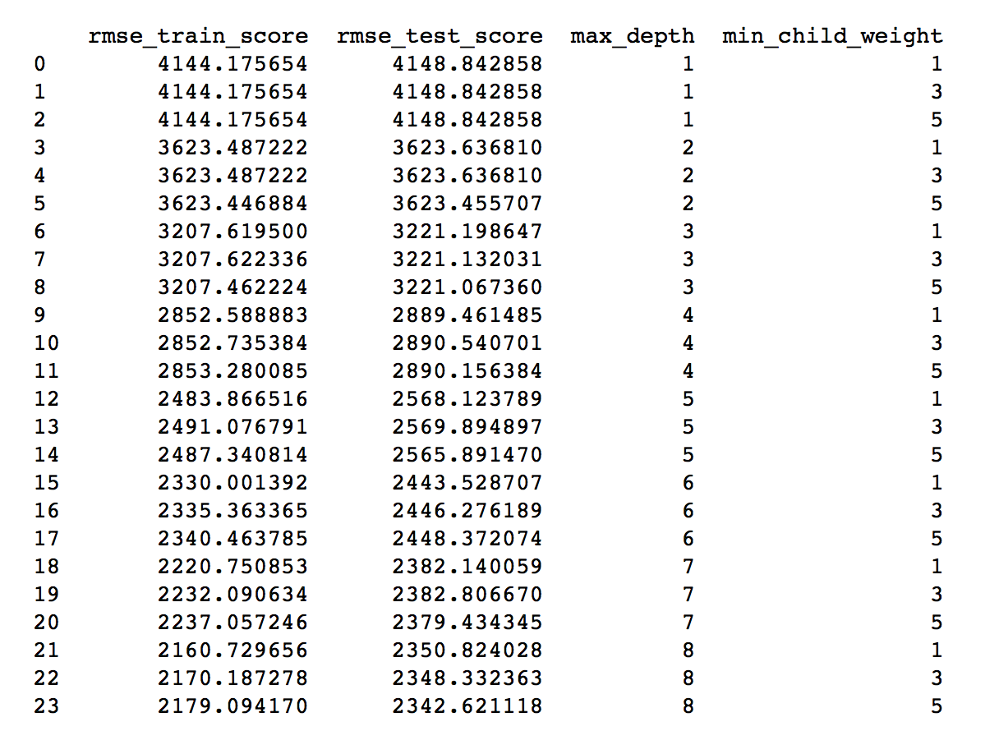 rmse_train_score rmse_test_score max_depth min_child_weight
0 4144.175654 4148.842858 1 1
1 4144.175654 4148.842858 1 3
2 4144.175654 4148.842858 1 5
3 3623.487222 3623.636810 2 1
4 3623.487222 3623.636810 2 3
5 3623.446884 3623.455707 2 5
6 3207.619500 3221.198647 3 1
7 3207.622336 3221.132031 3 3
8 3207.462224 3221.067360 3 5
9 2852.588883 2889.461485 4 1
10 2852.735384 2890.540701 4 3
11 2853.280085 2890.156384 4 5
12 2483.866516 2568.123789 5 1
13 2491.076791 2569.894897 5 3
14 2487.340814 2565.891470 5 5
15 2330.001392 2443.528707 6 1
16 2335.363365 2446.276189 6 3
17 2340.463785 2448.372074 6 5
18 2220.750853 2382.140059 7 1
19 2232.090634 2382.806670 7 3
20 2237.057246 2379.434345 7 5
21 2160.729656 2350.824028 8 1
22 2170.187278 2348.332363 8 3
23 2179.094170 2342.621118 8 5